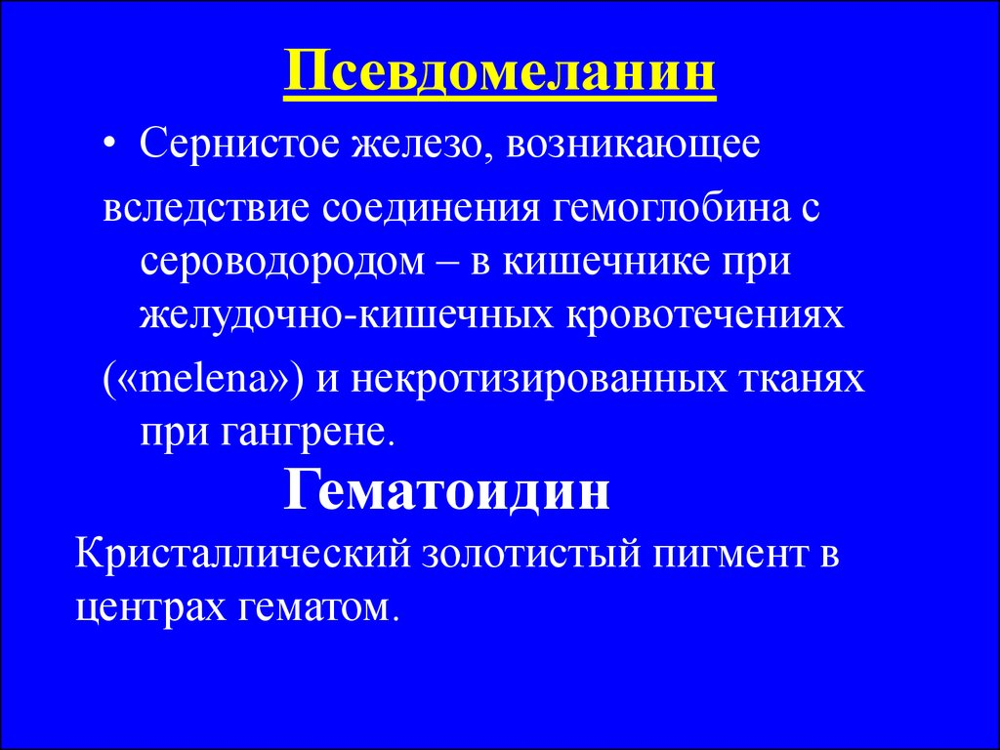 Псевдомеланин
• Сернистое железо, возникающее
вследствие соединения гемоглобина с
сероводородом – в кишечнике при
желудочно-кишечных кровотечениях
(«melena») и некротизированных тканях
при гангрене.
Гематоидин
Кристаллический золотистый пигмент в
центрах гематом.